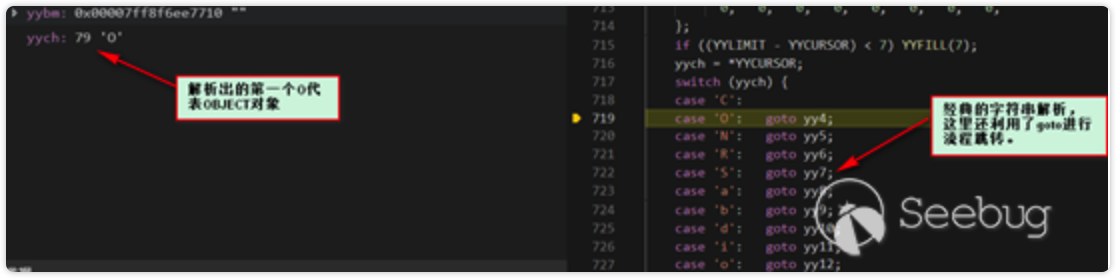 yybm: 0x00007ff8f6ee7710 ""
yych: 79 'O'
解析出的第一个O代
表OBJECT对象
713 0, 0, 0, 0, 0, 0, 0, 0,
714 };
715 if ((YYLIMIT - YYCURSOR) < 7) YYFILL(7);
716 yych = *YYCURSOR;
717 switch (yych) {
718 case 'C':
719 case 'O': goto yy4;
720 case 'N': goto yy5;
721 case 'R': goto yy6;
722 case 'S': goto yy7;
723 case 'a': goto yy8;
724 case 'b': goto yy9;
725 case 'd': goto yy10;
726 case 'i': goto yy11;
727 case 'o': goto yy12;
经典的字符串解析,
这里还利用了goto进行
流程跳转。
Seebug